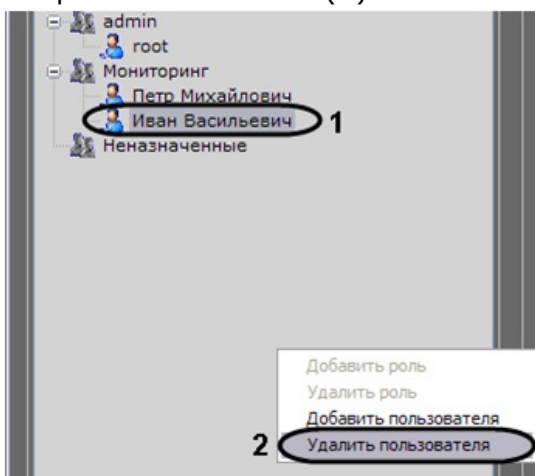 admin
root
Мониторинг
Петр Михайлович
Иван Васильевич 1
Неназначенные
Добавить роль
Удалить роль
Добавить пользователя
2 Удалить пользователя